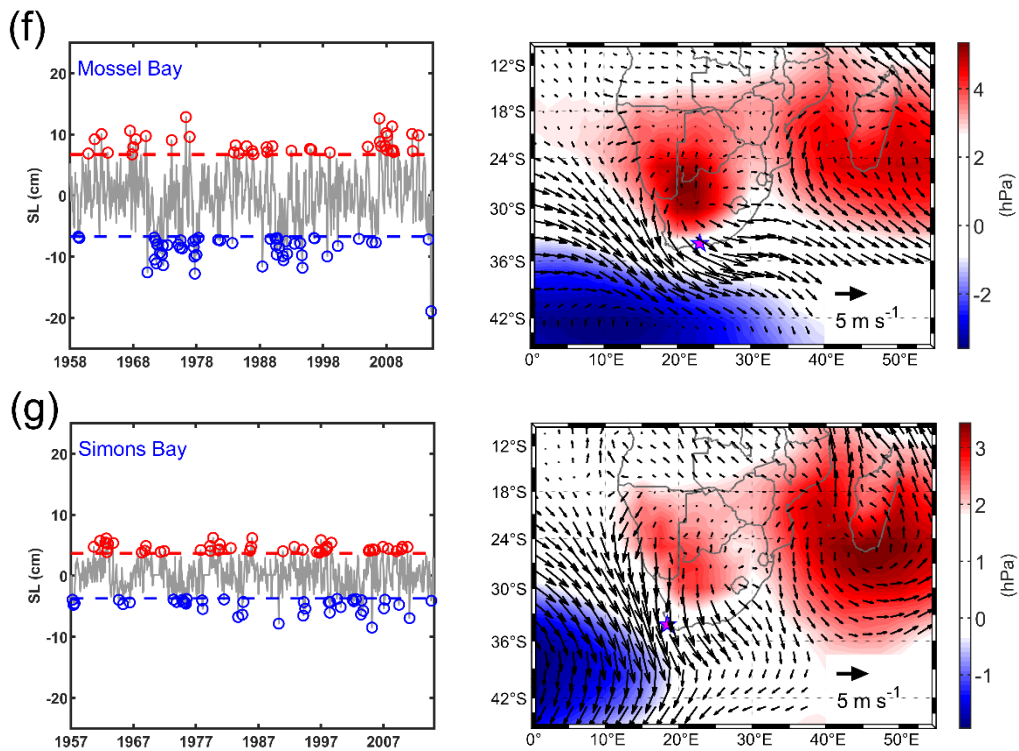 (f)
20
10
0
-10
-20
SL (cm)
Mossel Bay
1958 1968 1978 1988 1998 2008
12°S
18°S
24°S
30°S
36°S
42°S
0° 10°E 20°E 30°E 40°E 50°E
5 m s⁻¹
4
2
0
-2
(hPa)
(g)
20
10
0
-10
-20
SL (cm)
Simons Bay
1957 1967 1977 1987 1997 2007
12°S
18°S
24°S
30°S
36°S
42°S
0° 10°E 20°E 30°E 40°E 50°E
5 m s⁻¹
3
2
1
0
-1
(hPa)